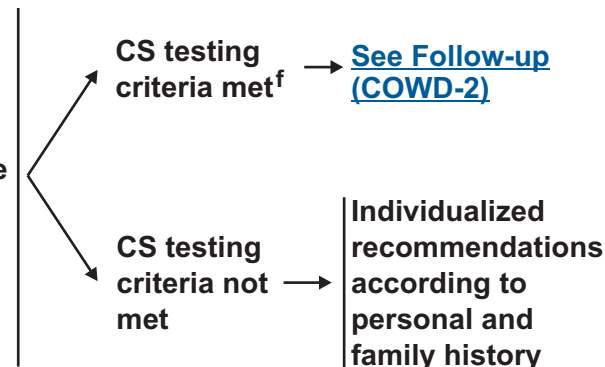 CS testing
criteria metf
See Follow-up
(COWD-2)
e
CS testing
criteria not
met
Individualized
recommendations
according to
personal and
family history